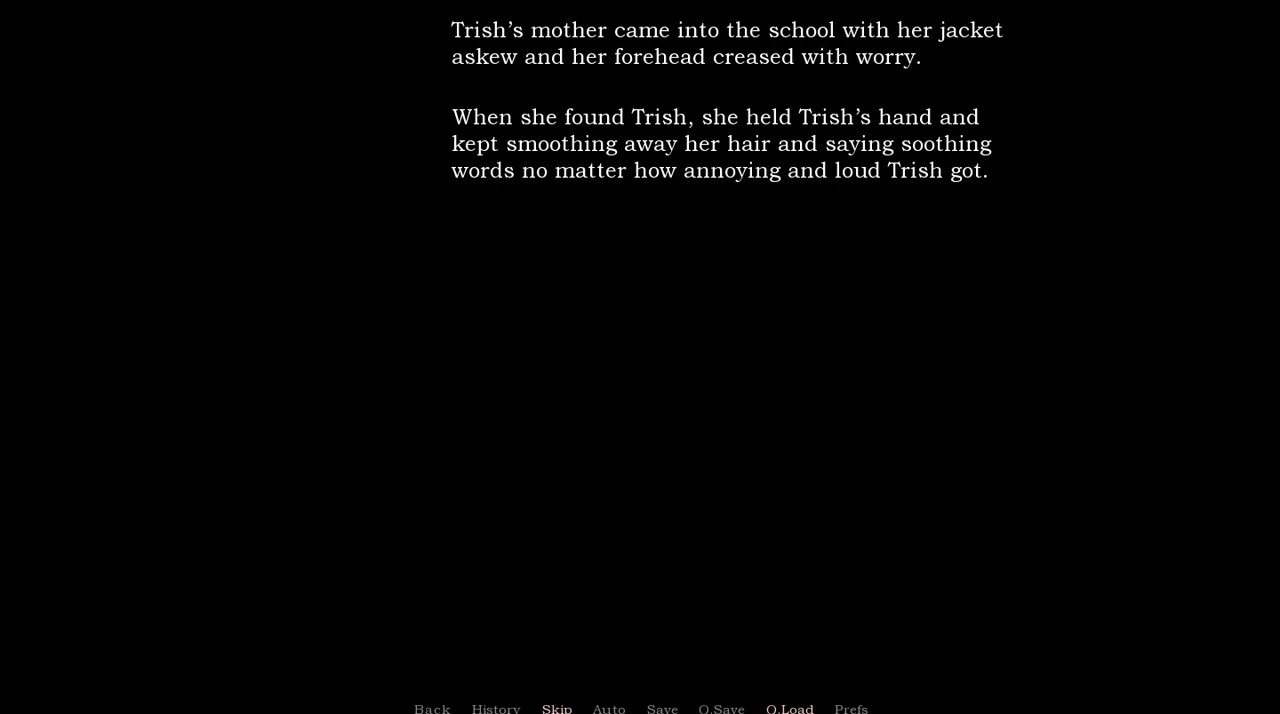 Trish’s mother came into the school with her jacket
askew and her forehead creased with worry.
When she found Trish, she held Trish’s hand and
kept smoothing away her hair and saying soothing
words no matter how annoying and loud Trish got.
Back History Skip Auto Save Q.Save Q.Load Prefs